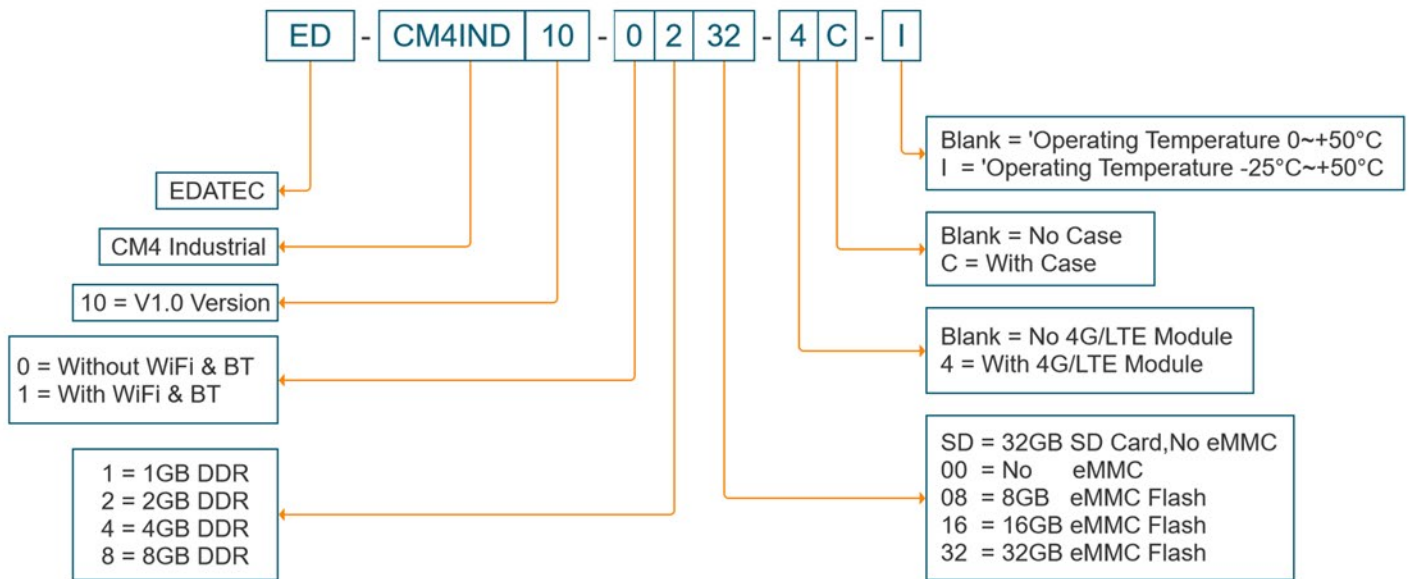 ED - CM4IND 10 - 0 2 32 - 4 C - I
Blank = 'Operating Temperature 0~+50°C
I = 'Operating Temperature -25°C~+50°C
EDATEC
CM4 Industrial
Blank = No Case
C = With Case
10 = V1.0 Version
Blank = No 4G/LTE Module
4 = With 4G/LTE Module
0 = Without WiFi & BT
1 = With WiFi & BT
SD = 32GB SD Card,No eMMC
00 = No eMMC
08 = 8GB eMMC Flash
16 = 16GB eMMC Flash
32 = 32GB eMMC Flash
1 = 1GB DDR
2 = 2GB DDR
4 = 4GB DDR
8 = 8GB DDR